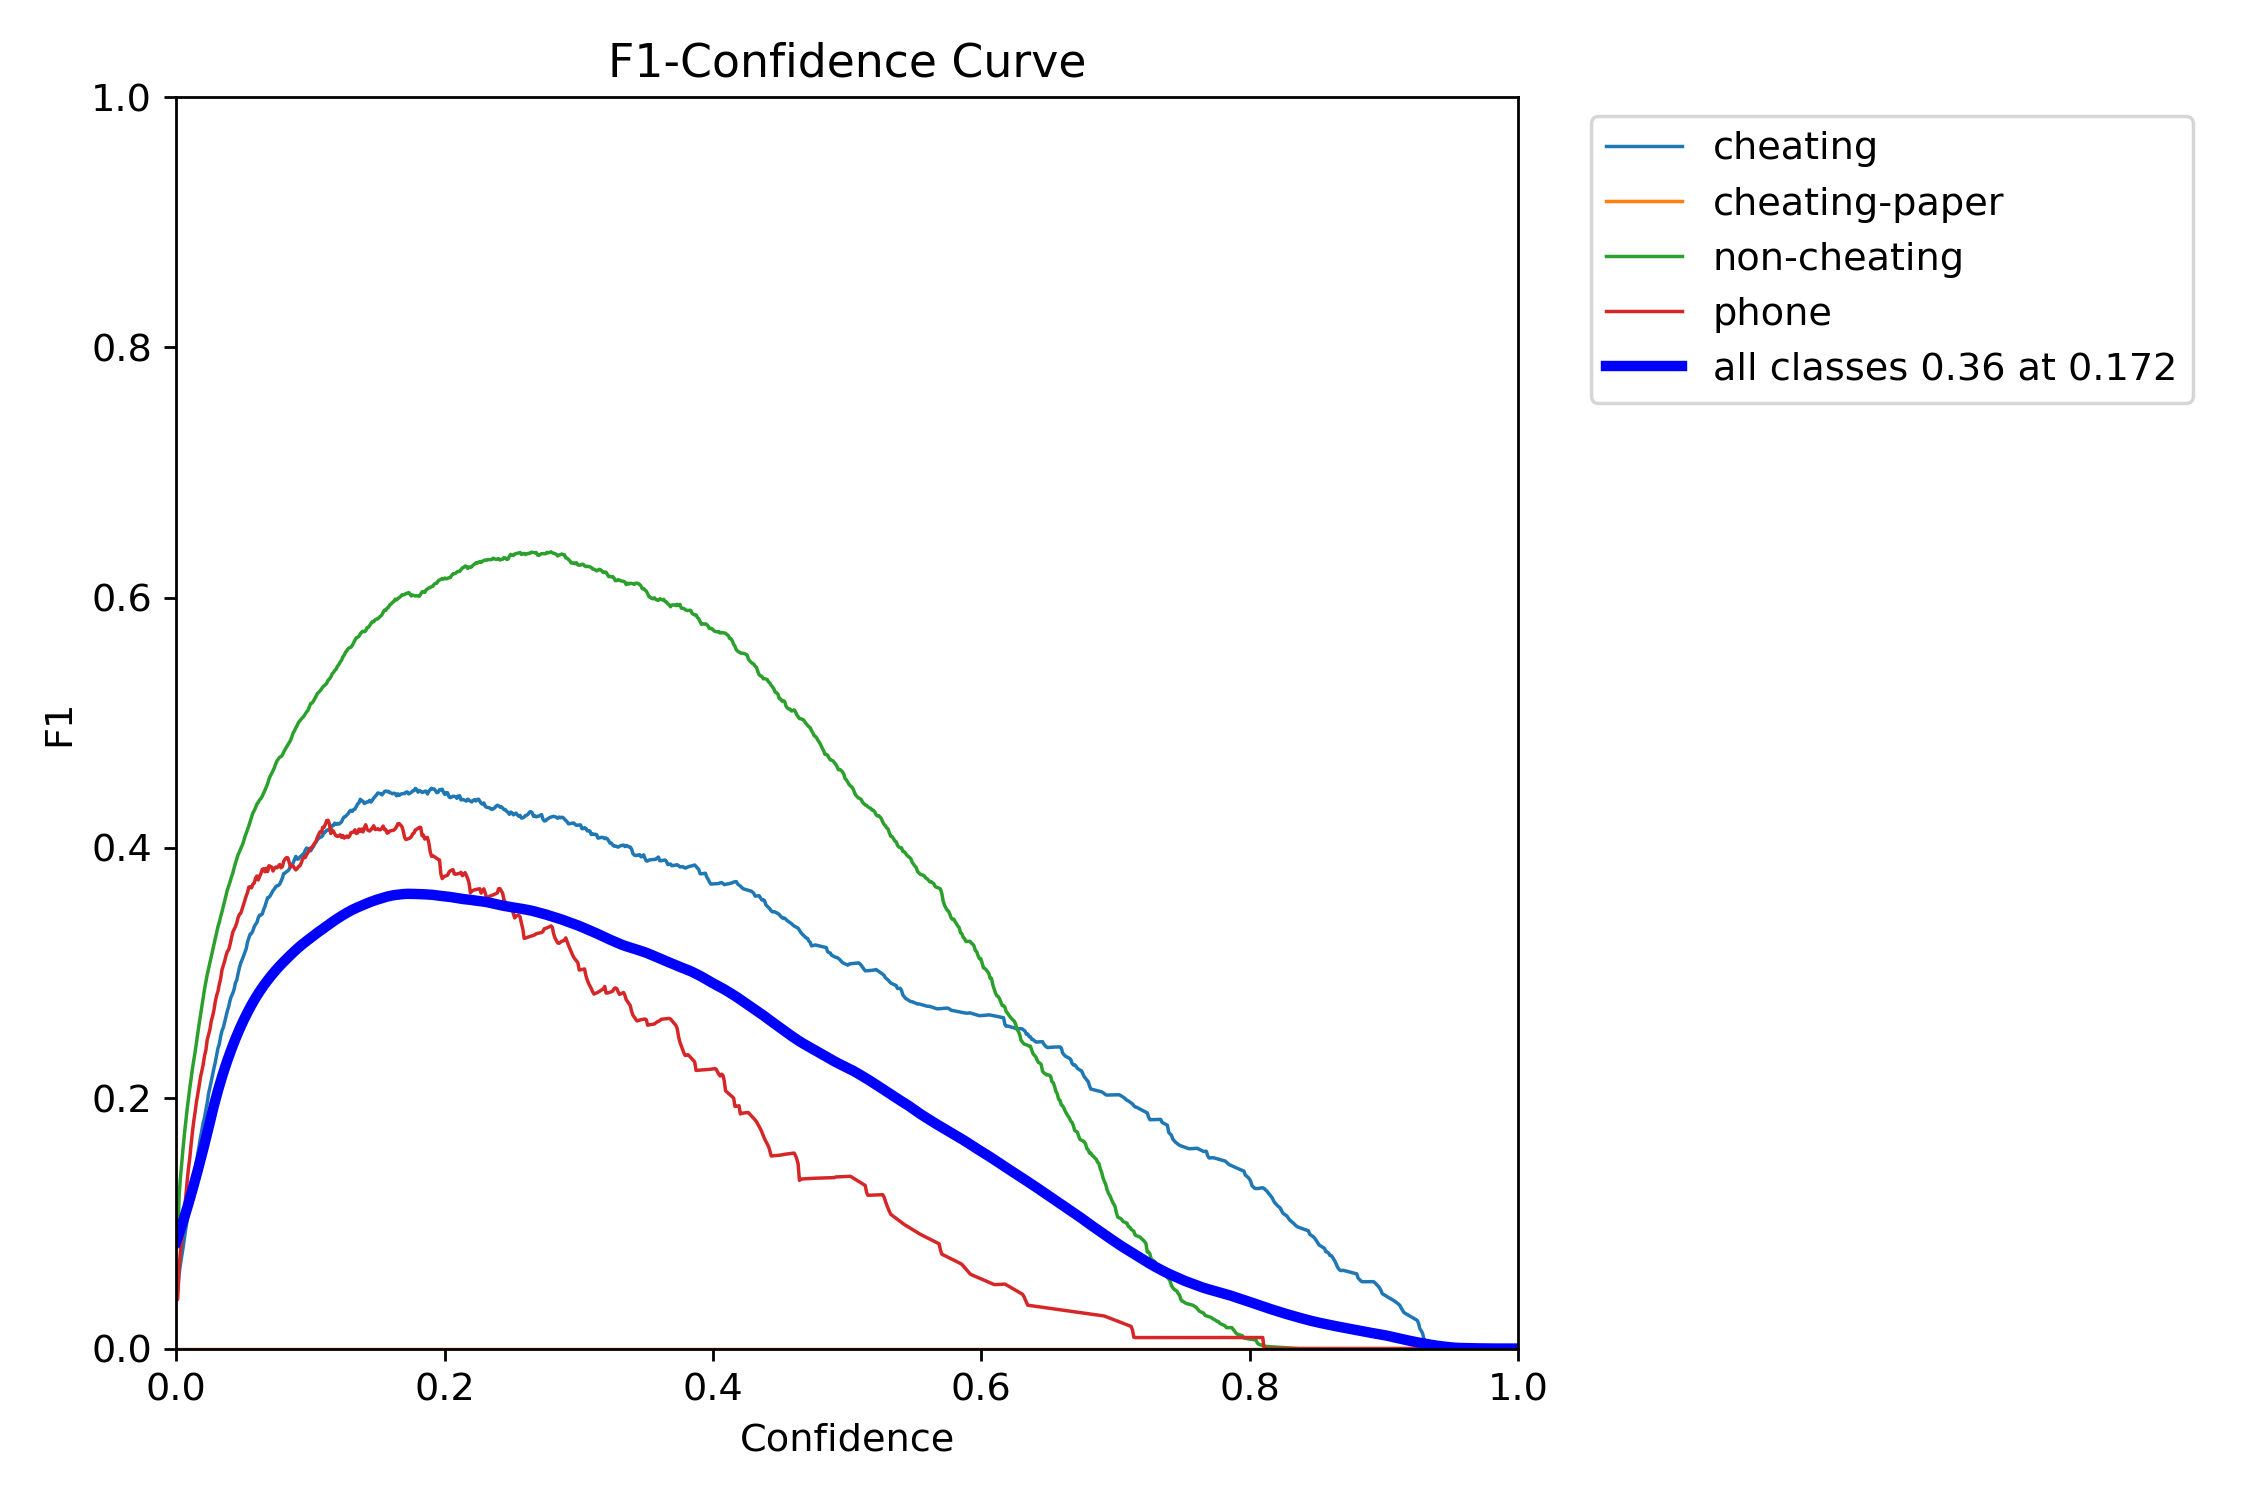 F1-Confidence Curve
1.0
0.8
0.6
0.4
0.2
0.0
F1
0.0 0.2 0.4 0.6 0.8 1.0
Confidence
cheating
cheating-paper
non-cheating
phone
all classes 0.36 at 0.172